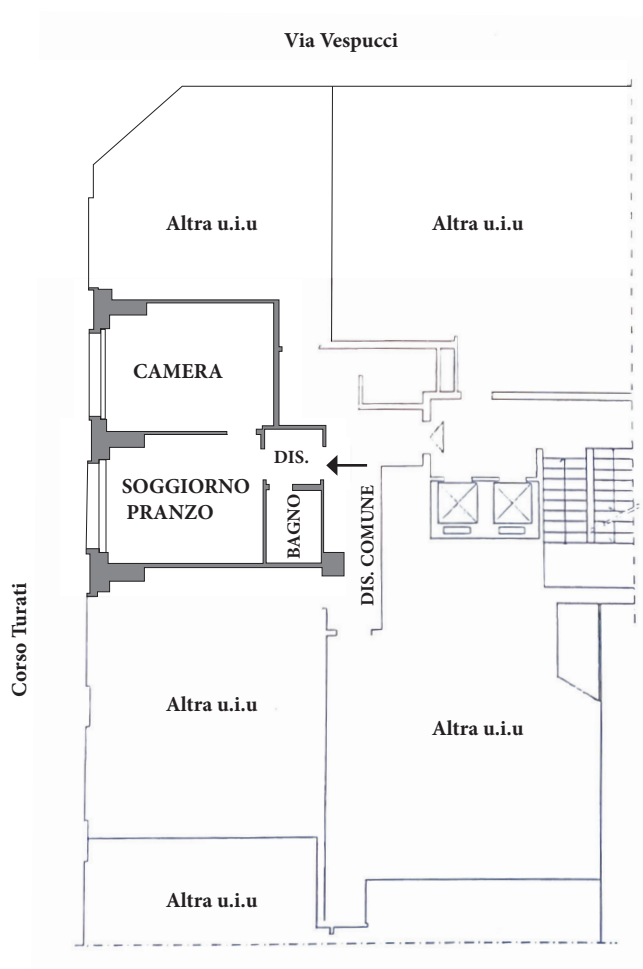 Via Vespucci
Altra u.i.u
Altra u.i.u
CAMERA
DIS.
SOGGIORNO
PRANZO
BAGNO
DIS. COMUNE
Corso Turati
Altra u.i.u
Altra u.i.u
Altra u.i.u